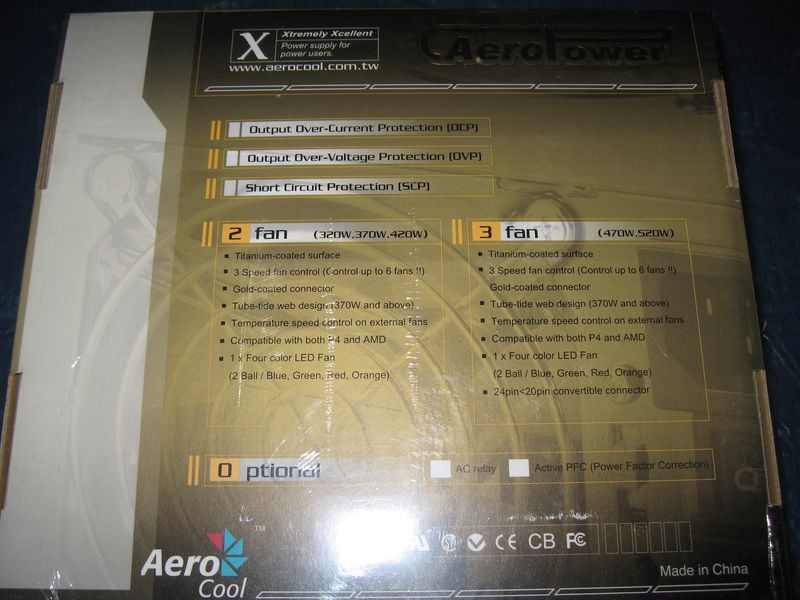 X
Xtremely Xcellent
Power supply for
power users.
www.aerocool.com.tw
AeroPower
Output Over-Current Protection (OCP)
Output Over-Voltage Protection (OVP)
Short Circuit Protection (SCP)
2 fan (320W,370W,420W)
Titanium-coated surface
3 Speed fan control (Control up to 6 fans !!)
Gold-coated connector
Tube-tide web design (370W and above)
Temperature speed control on external fans
Compatible with both P4 and AMD
1 x Four color LED Fan
(2 Ball / Blue, Green, Red, Orange)
3 fan (470W,520W)
Titanium-coated surface
3 Speed fan control (Control up to 6 fans !!)
Gold-coated connector
Tube-tide web design (370W and above)
Temperature speed control on external fans
Compatible with both P4 and AMD
1 x Four color LED Fan
(2 Ball / Blue, Green, Red, Orange)
24pin<20pin convertible connector
Optional
AC relay
Active PFC (Power Factor Correction)
Aero
Cool
TM
CE CB FC
Made in China